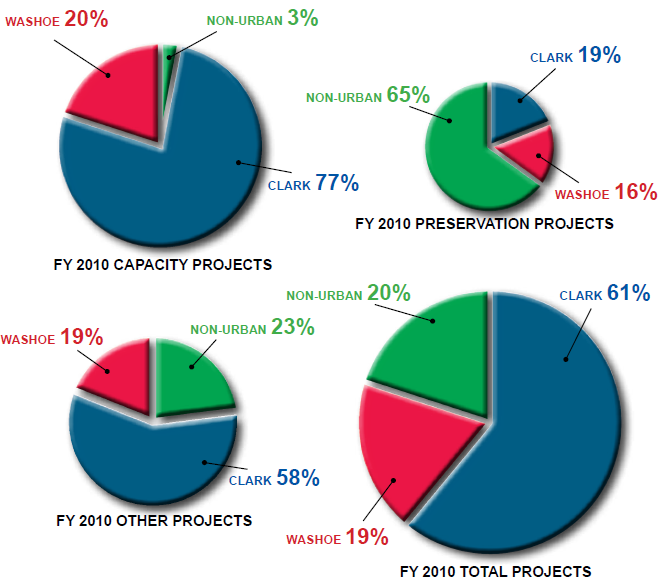 WASHOE 20%
NON-URBAN 3%
CLARK 77%
FY 2010 CAPACITY PROJECTS
CLARK 19%
NON-URBAN 65%
WASHOE 16%
FY 2010 PRESERVATION PROJECTS
WASHOE 19%
NON-URBAN 23%
CLARK 58%
FY 2010 OTHER PROJECTS
NON-URBAN 20%
CLARK 61%
WASHOE 19%
FY 2010 TOTAL PROJECTS